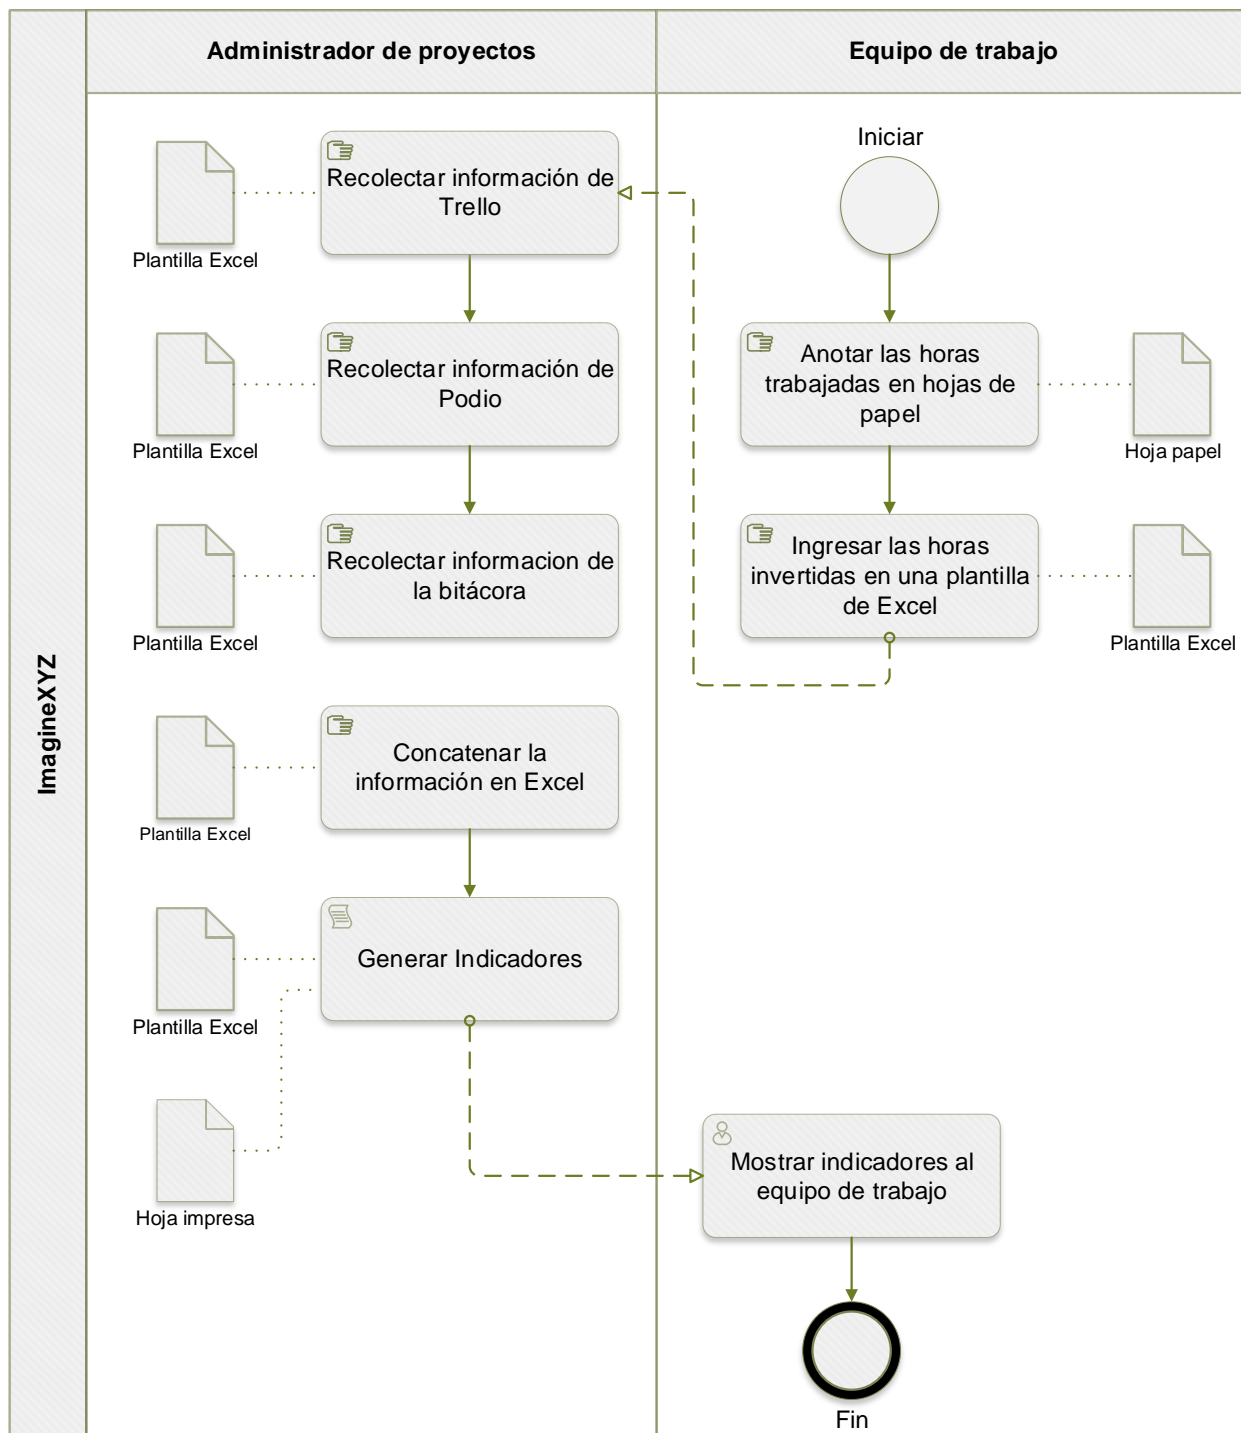 Administrador de proyectos
Equipo de trabajo
ImagineXYZ
Iniciar
Recolectar información de
Trello
Plantilla Excel
Recolectar información de
Podio
Plantilla Excel
Anotar las horas
trabajadas en hojas de
papel
Hoja papel
Recolectar informacion de
la bitácora
Plantilla Excel
Ingresar las horas
invertidas en una plantilla
de Excel
Plantilla Excel
Concatenar la
información en Excel
Plantilla Excel
Generar Indicadores
Plantilla Excel
Hoja impresa
Mostrar indicadores al
equipo de trabajo
Fin